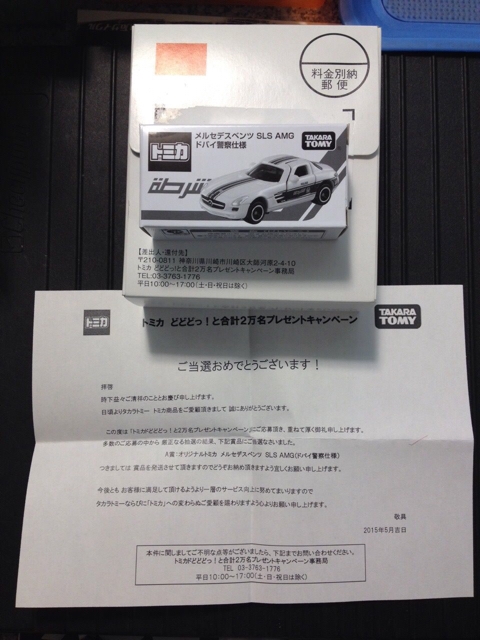 料金別納
郵便
メルセデスベンツ SLS AMG
ドバイ警察仕様
TAKARA
TOMY
トミカ
شرطة
【差出人・還付先】
〒210-0811 神奈川県川崎市川崎区大師河原2-4-10
トミカ どどどっ!と合計2万名プレゼントキャンペーン事務局
TEL:03-3763-1776
平日10:00～17:00(土・日・祝日は除く)
トミカ
トミカ どどどっ!と合計2万名プレゼントキャンペーン
TAKARA
TOMY
ご当選おめでとうございます!
拝啓
時下益々ご清祥のこととお慶び申し上げます。
日頃よりタカラトミー トミカ商品をご愛顧頂きまして 誠にありがとうございます。
この度は「トミカどどどっ!と合計2万名プレゼントキャンペーン」にご応募頂き、重ねて厚く御礼申し上げます。
多数のご応募の中から 厳正なる抽選の結果、下記賞品にご当選なさいました。
A賞:オリジナルトミカ メルセデスベンツ SLS AMG(ドバイ警察仕様)
つきましては 賞品を発送させて頂きますのでどうぞお納め頂きますよう宜しくお願い申し上げます。
今後とも お客様に満足して頂けるようより一層のサービス向上に努めてまいりますので
タカラトミーならびに「トミカ」への変わらぬご愛顧を賜わりますよう心よりお願い申し上げます。
敬具
2015年5月吉日
本件に関しましてご不明な点等がございましたら、下記までお問い合わせください。
トミカどどどっ!と合計2万名プレゼントキャンペーン事務局
TEL 03-3763-1776
平日10:00～17:00(土・日・祝日は除く)